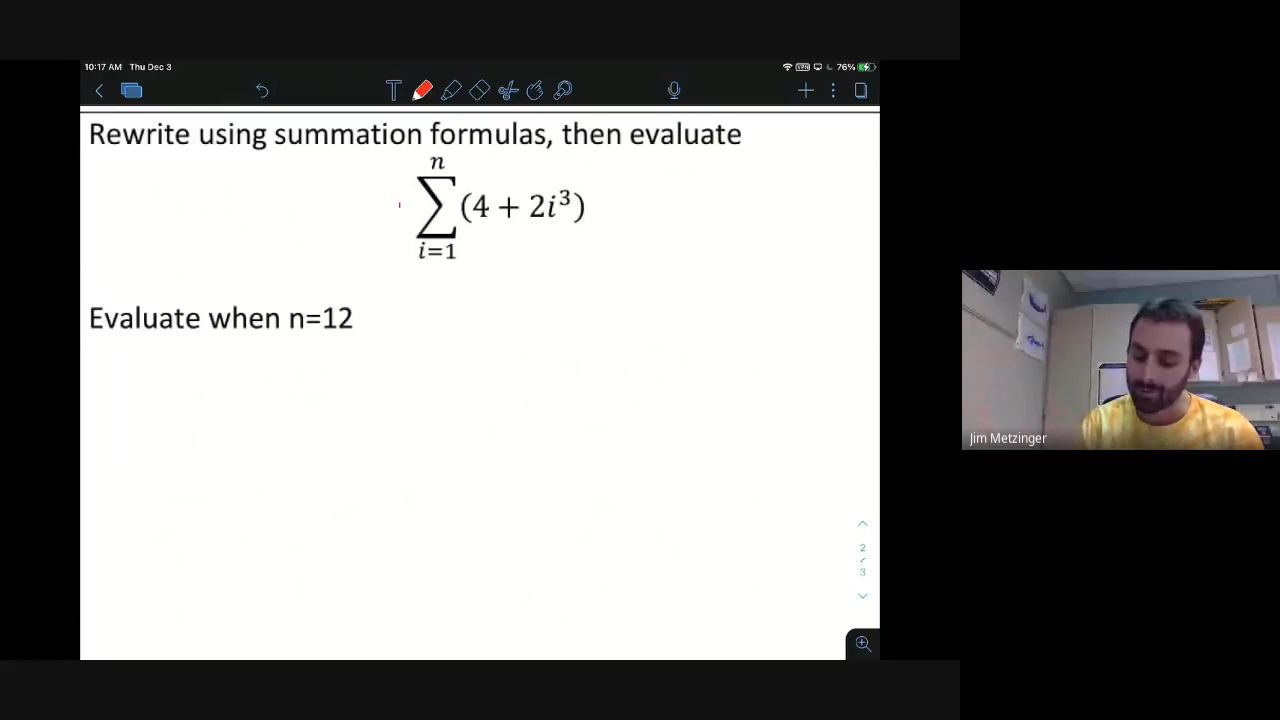 10:17 AM Thu Dec 3
VPN 76%
T
Rewrite using summation formulas, then evaluate
n
∑(4 + 2i³)
i=1
Evaluate when n=12
Jim Metzinger
2
/
3